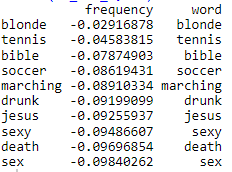 frequency word
blonde -0.02916878 blonde
tennis -0.04583815 tennis
bible -0.07874903 bible
soccer -0.08619431 soccer
marching -0.08910334 marching
drunk -0.09199099 drunk
jesus -0.09255937 jesus
sexy -0.09486607 sexy
death -0.09696854 death
sex -0.09840262 sex